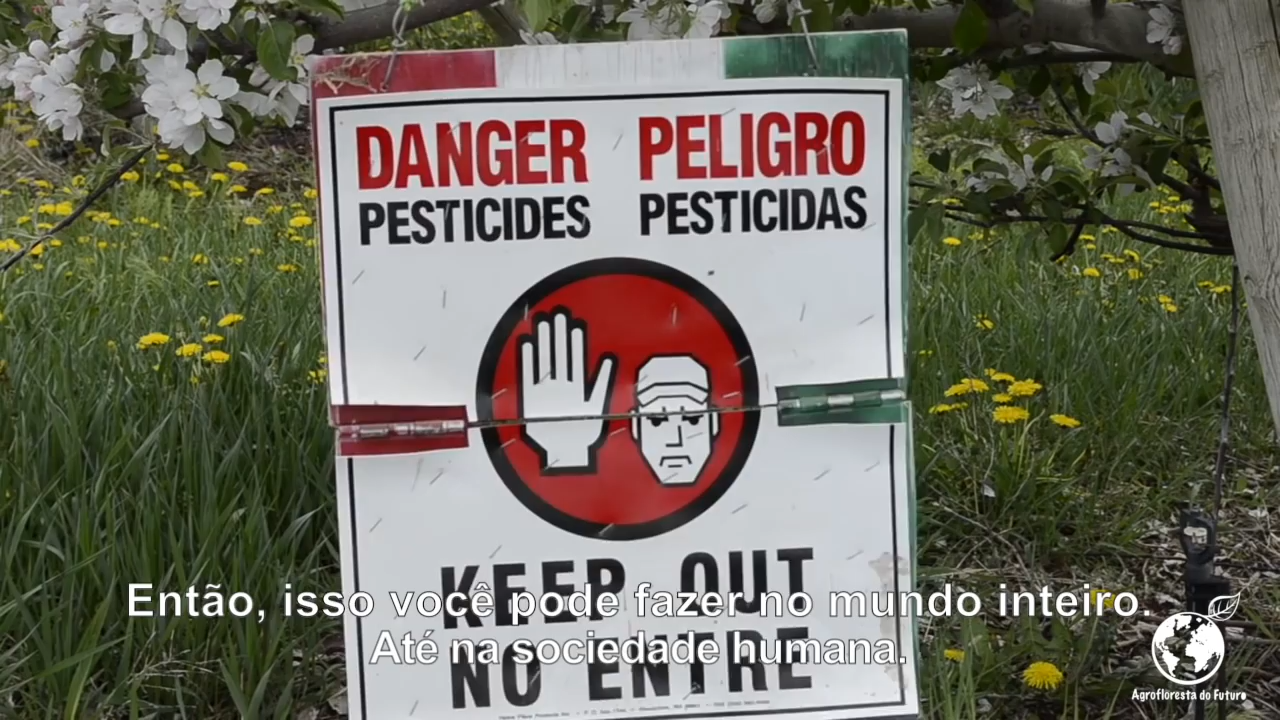 DANGER PELIGRO
PESTICIDES PESTICIDAS
KEEP OUT
NO ENTRE
Então, isso você pode fazer no mundo inteiro.
Até na sociedade humana.
Agrofloresta do Futuro